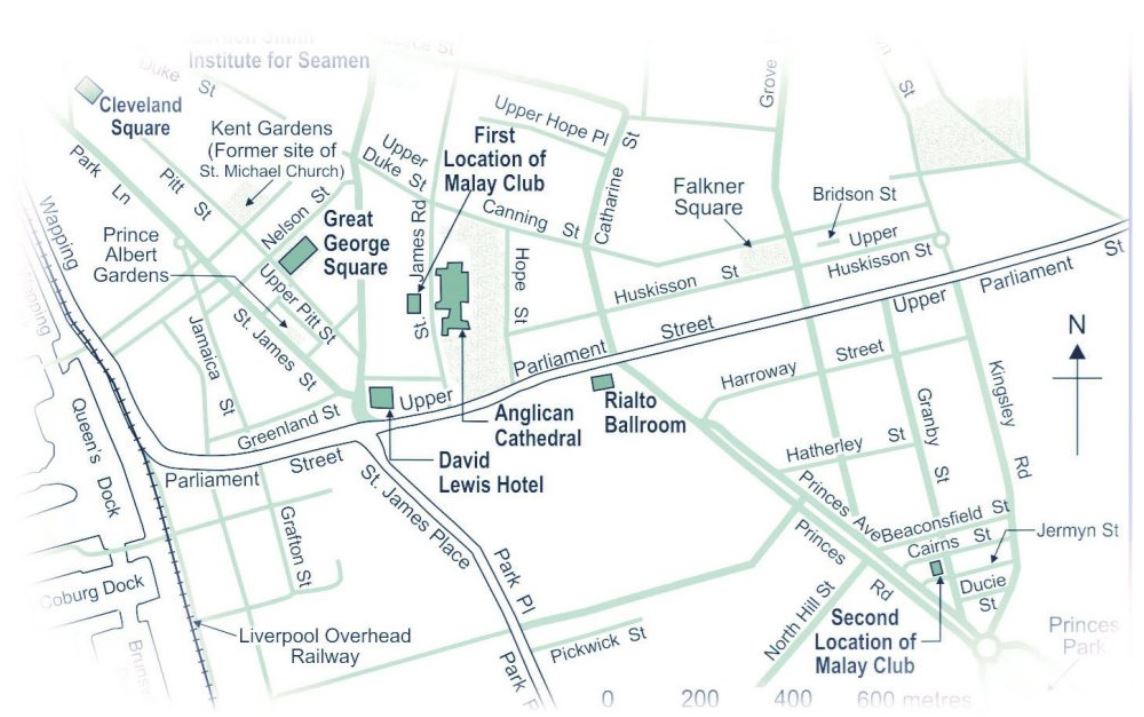 Institute for Seamen
Duke
St
Cleveland
Square
Kent Gardens
(Former site of
St. Michael Church)
Park Ln
Pitt St
Nelson St
Great
George
Square
Prince
Albert
Gardens
Wapping
Wapping
Upper Pitt St
St. James St
Jamaica St
Greenland St
Queen's Dock
Parliament Street
Upper
Duke St
First
Location of
Malay Club
Upper Hope Pl
Catharine St
Canning St
St. James Rd
Hope St
Grove
St
Falkner
Square
Bridson St
Upper
Huskisson St
Huskisson St
Upper Parliament Street
Upper Parliament St
N
Rialto
Ballroom
Anglican
Cathedral
David
Lewis Hotel
Harroway Street
Granby St
Kingsley Rd
Hatherley St
Princes Ave
Princes Rd
Beaconsfield St
Cairns St
Jermyn St
Ducie
St
St. James Place
Park Pl
Park Pl
Grafton St
Coburg Dock
Liverpool Overhead
Railway
Pickwick St
North Hill St
Second
Location of
Malay Club
Princes
Park
0 200 400 600 metres